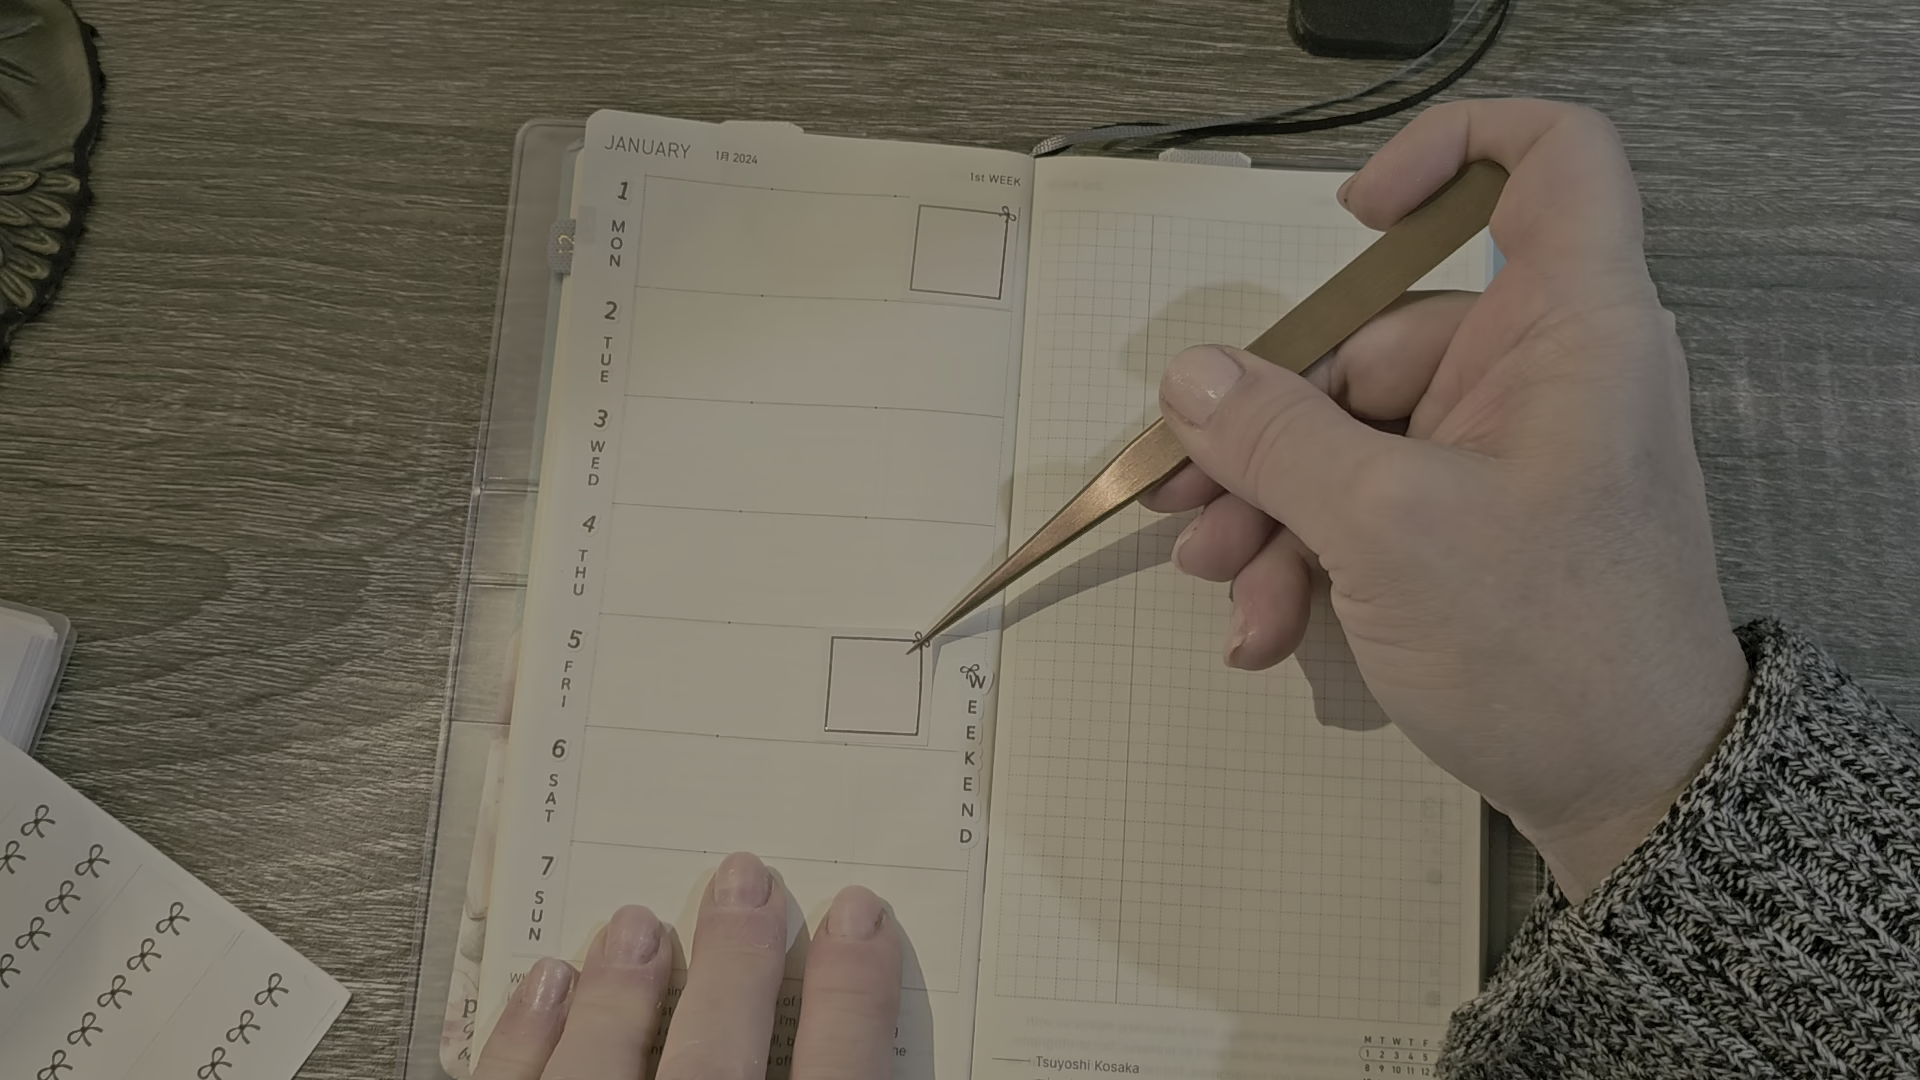 JANUARY 1月 2024
1st WEEK
1
MON
2
TUE
3
WED
4
THU
5
FRI
WEEKEND
6
SAT
7
SUN
Tsuyoshi Kosaka
M T W T F
1 2 3 4 5
8 9 10 11 12